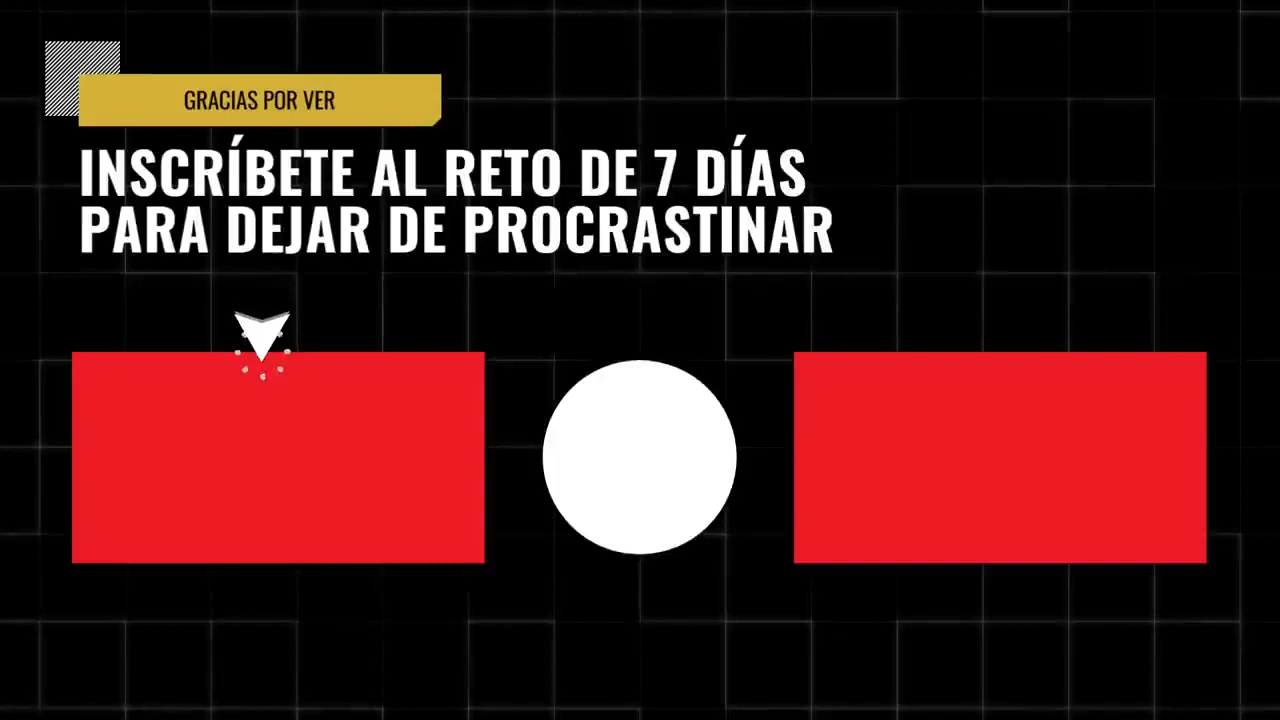 GRACIAS POR VER
INSCRÍBETE AL RETO DE 7 DÍAS
PARA DEJAR DE PROCRASTINAR